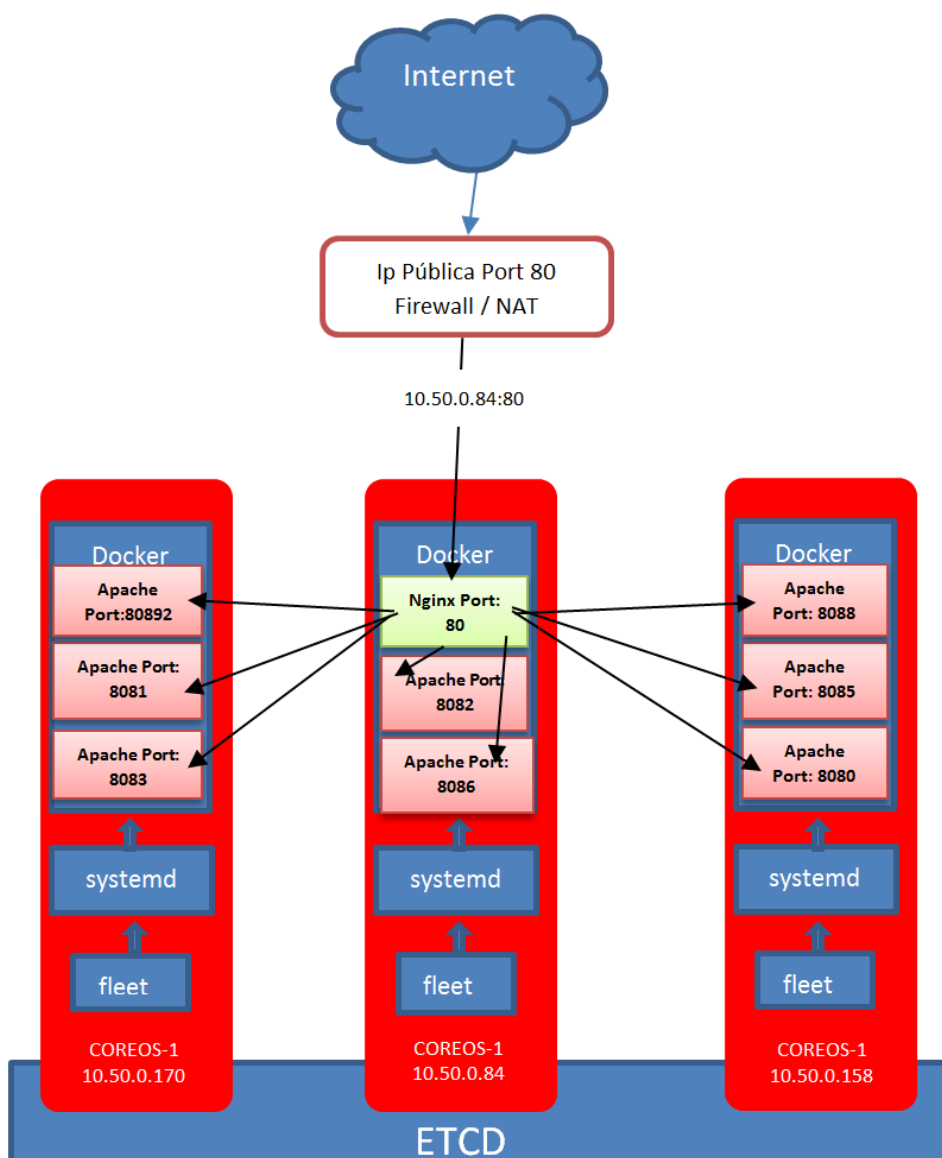 Internet
Ip Pública Port 80
Firewall / NAT
10.50.0.84:80
Docker
Apache
Port:80892
Apache Port:
8081
Apache Port:
8083
systemd
fleet
COREOS-1
10.50.0.170
Docker
Nginx Port:
80
Apache Port:
8082
Apache Port:
8086
systemd
fleet
COREOS-1
10.50.0.84
Docker
Apache
Port: 8088
Apache
Port: 8085
Apache
Port: 8080
systemd
fleet
COREOS-1
10.50.0.158
ETCD